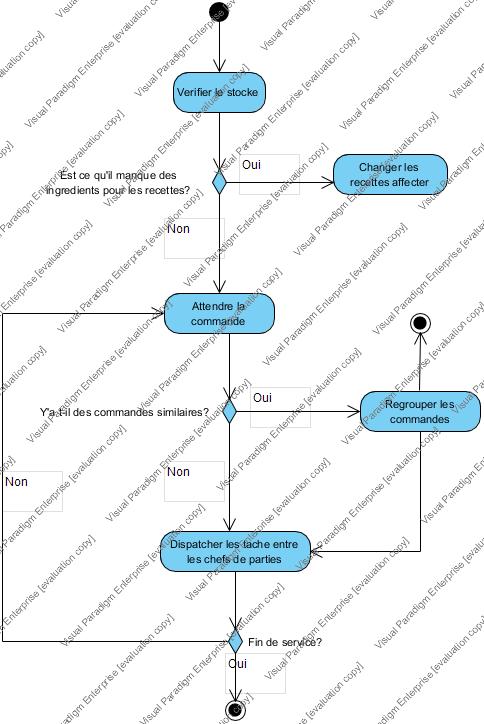 Verifier le stocke
Est ce qu'il manque des
ingredients pour les recettes?
Oui
Changer les
recettes affecter
Non
Attendre la
commande
Y'a t-il des commandes similaires?
Oui
Regrouper les
commandes
Non
Non
Dispatcher les tache entre
les chefs de parties
Fin de service?
Oui
Visual Paradigm Enterprise [evaluation copy]